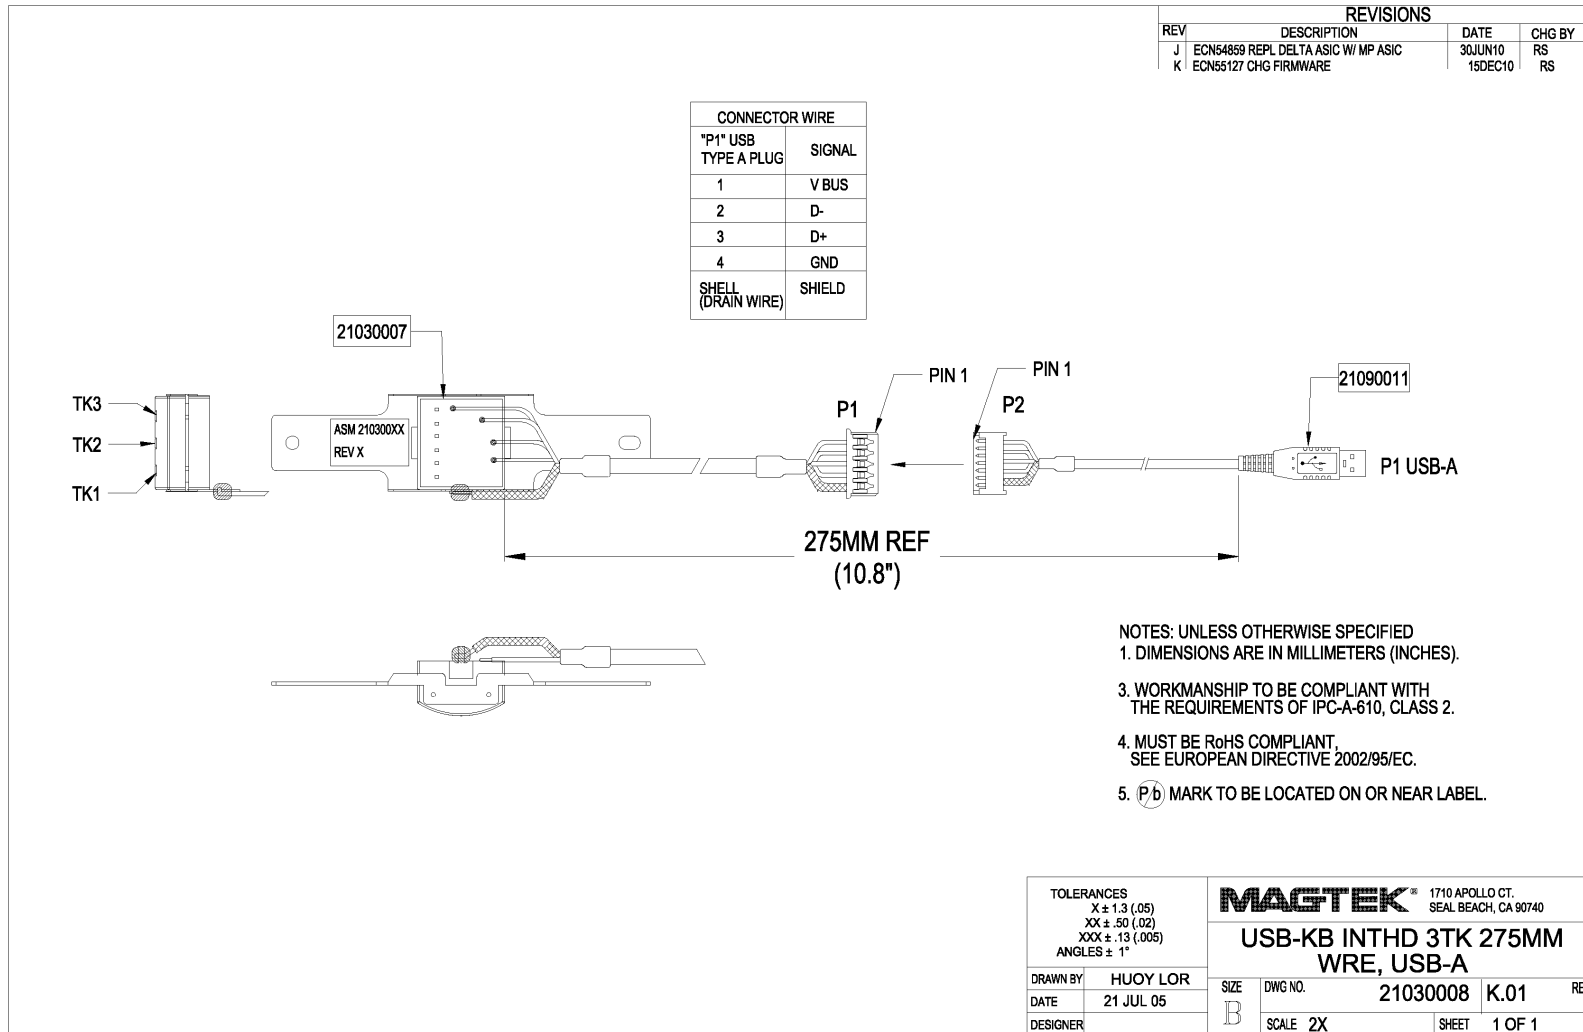 REVISIONS
REV DESCRIPTION DATE CHG BY
J ECN54859 REPL DELTA ASIC W/ MP ASIC 30JUN10 RS
K ECN55127 CHG FIRMWARE 15DEC10 RS
CONNECTOR WIRE
"P1" USB
TYPE A PLUG SIGNAL
1 V BUS
2 D-
3 D+
4 GND
SHELL
(DRAIN WIRE) SHIELD
21030007
TK3
TK2
TK1
ASM 210300XX
REV X
P1
PIN 1
PIN 1
P2
21090011
P1 USB-A
275MM REF
(10.8")
NOTES: UNLESS OTHERWISE SPECIFIED
1. DIMENSIONS ARE IN MILLIMETERS (INCHES).
3. WORKMANSHIP TO BE COMPLIANT WITH
THE REQUIREMENTS OF IPC-A-610, CLASS 2.
4. MUST BE RoHS COMPLIANT,
SEE EUROPEAN DIRECTIVE 2002/95/EC.
5. Pb MARK TO BE LOCATED ON OR NEAR LABEL.
TOLERANCES
X ± 1.3 (.05)
XX ± .50 (.02)
XXX ± .13 (.005)
ANGLES ± 1°
DRAWN BY HUOY LOR
DATE 21 JUL 05
DESIGNER
MAGTEK®
1710 APOLLO CT.
SEAL BEACH, CA 90740
USB-KB INTHD 3TK 275MM
WRE, USB-A
SIZE
B
DWG NO. 21030008 K.01
SCALE 2X SHEET 1 OF 1